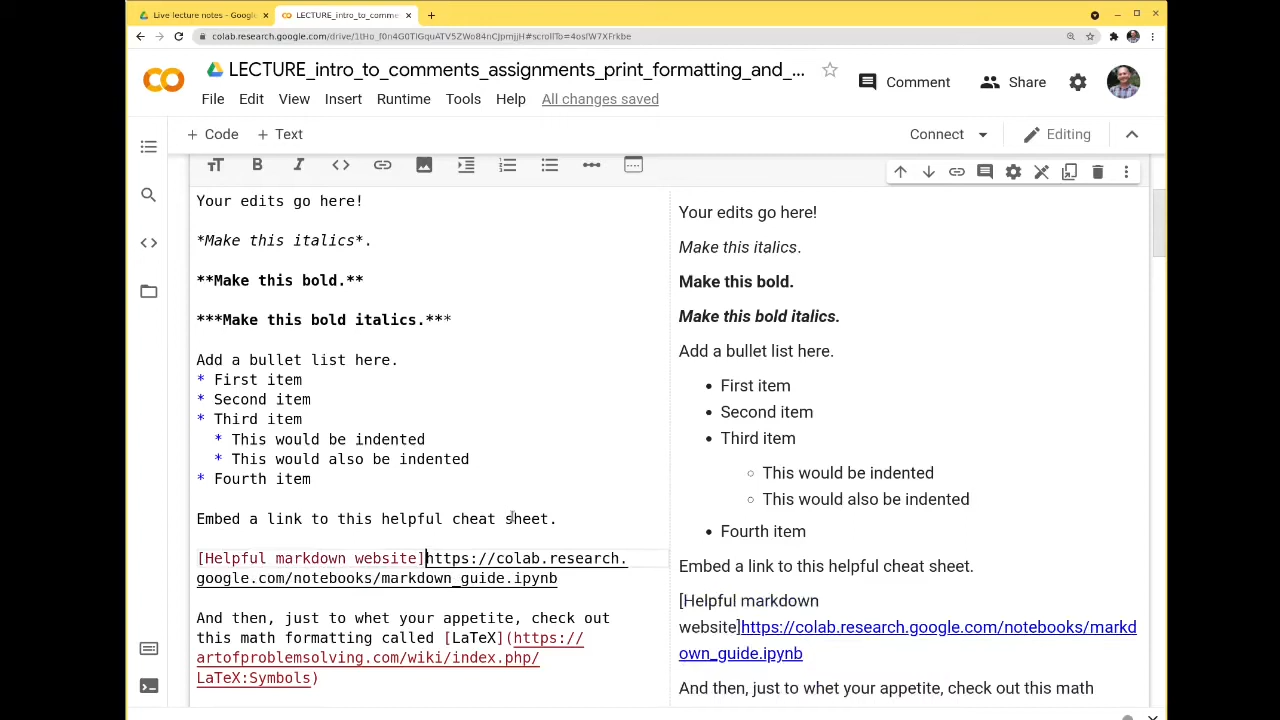 Live lecture notes - Google
LECTURE_intro_to_comme
colab.research.google.com/drive/1tHo_f0n4G0TIGquATV5ZWo84nCJpmjjH#scrollTo=4osfW7XFrkbe
LECTURE_intro_to_comments_assignments_print_formatting_and_...
Comment
Share
File Edit View Insert Runtime Tools Help All changes saved
+ Code + Text
Connect
Editing
Your edits go here!
*Make this italics*.
**Make this bold.**
***Make this bold italics.***
Add a bullet list here.
* First item
* Second item
* Third item
* This would be indented
* This would also be indented
* Fourth item
Embed a link to this helpful cheat sheet.
[Helpful markdown website]https://colab.research.
google.com/notebooks/markdown_guide.ipynb
And then, just to whet your appetite, check out
this math formatting called [LaTeX](https://
artofproblemsolving.com/wiki/index.php/
LaTeX:Symbols)
Your edits go here!
Make this italics.
Make this bold.
Make this bold italics.
Add a bullet list here.
• First item
• Second item
• Third item
○ This would be indented
○ This would also be indented
• Fourth item
Embed a link to this helpful cheat sheet.
[Helpful markdown
website]https://colab.research.google.com/notebooks/markd
own_guide.ipynb
And then, just to whet your appetite, check out this math